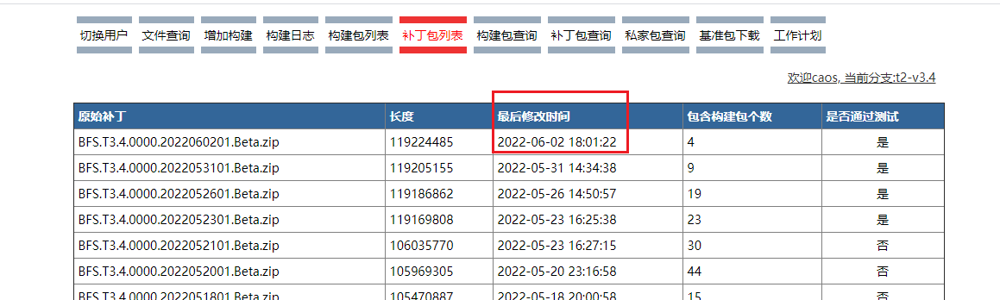 切换用户 文件查询 增加构建 构建日志 构建包列表 补丁包列表 构建包查询 补丁包查询 私家包查询 基准包下载 工作计划
欢迎caos, 当前分支:t2-v3.4
原始补丁 长度 最后修改时间 包含构建包个数 是否通过测试
BFS.T3.4.0000.2022060201.Beta.zip 119224485 2022-06-02 18:01:22 4 是
BFS.T3.4.0000.2022053101.Beta.zip 119205155 2022-05-31 14:34:38 9 是
BFS.T3.4.0000.2022052601.Beta.zip 119186862 2022-05-26 14:50:57 19 是
BFS.T3.4.0000.2022052301.Beta.zip 119169808 2022-05-23 16:25:38 23 是
BFS.T3.4.0000.2022052101.Beta.zip 106035770 2022-05-23 16:27:15 30 否
BFS.T3.4.0000.2022052001.Beta.zip 105969305 2022-05-20 23:16:58 44 否
BFS.T3.4.0000.2022051801.Beta.zip 105470887 2022-05-18 20:00:58 15 否